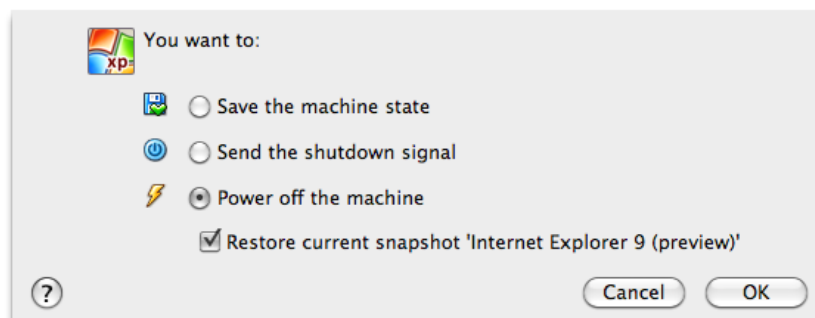 You want to:
xp
Save the machine state
Send the shutdown signal
Power off the machine
Restore current snapshot 'Internet Explorer 9 (preview)'
?
Cancel
OK